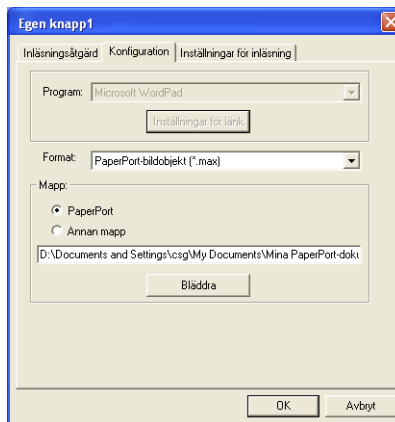 Egen knapp1
Inläsningsåtgärd Konfiguration Inställningar för inläsning
Program: Microsoft WordPad
Inställningar för länk
Format: PaperPort-bildobjekt (*.max)
Mapp:
PaperPort
Annan mapp
D:\Documents and Settings\csg\My Documents\Mina PaperPort-doku
Bläddra
OK Avbryt